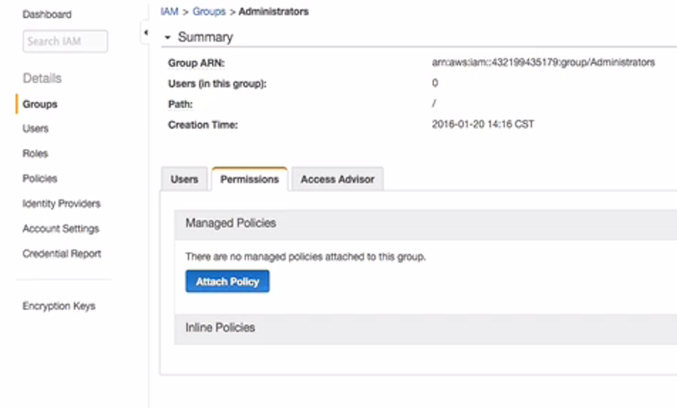 Dashboard
Search IAM
Details
Groups
Users
Roles
Policies
Identity Providers
Account Settings
Credential Report
Encryption Keys
IAM > Groups > Administrators
Summary
Group ARN: arn:aws:iam::432199435179:group/Administrators
Users (in this group): 0
Path: /
Creation Time: 2016-01-20 14:16 CST
Users Permissions Access Advisor
Managed Policies
There are no managed policies attached to this group.
Attach Policy
Inline Policies